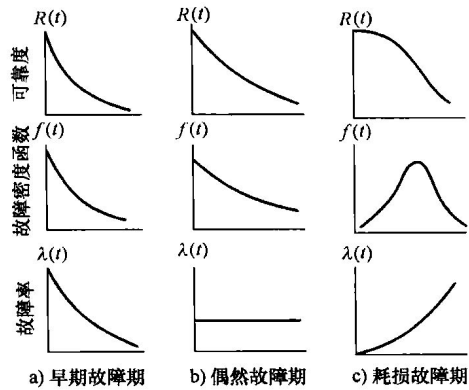 R(t) R(t) R(t)
可靠度
f(t) f(t) f(t)
故障密度函数
λ(t) λ(t) λ(t)
故障率
a) 早期故障期 b) 偶然故障期 c) 耗损故障期